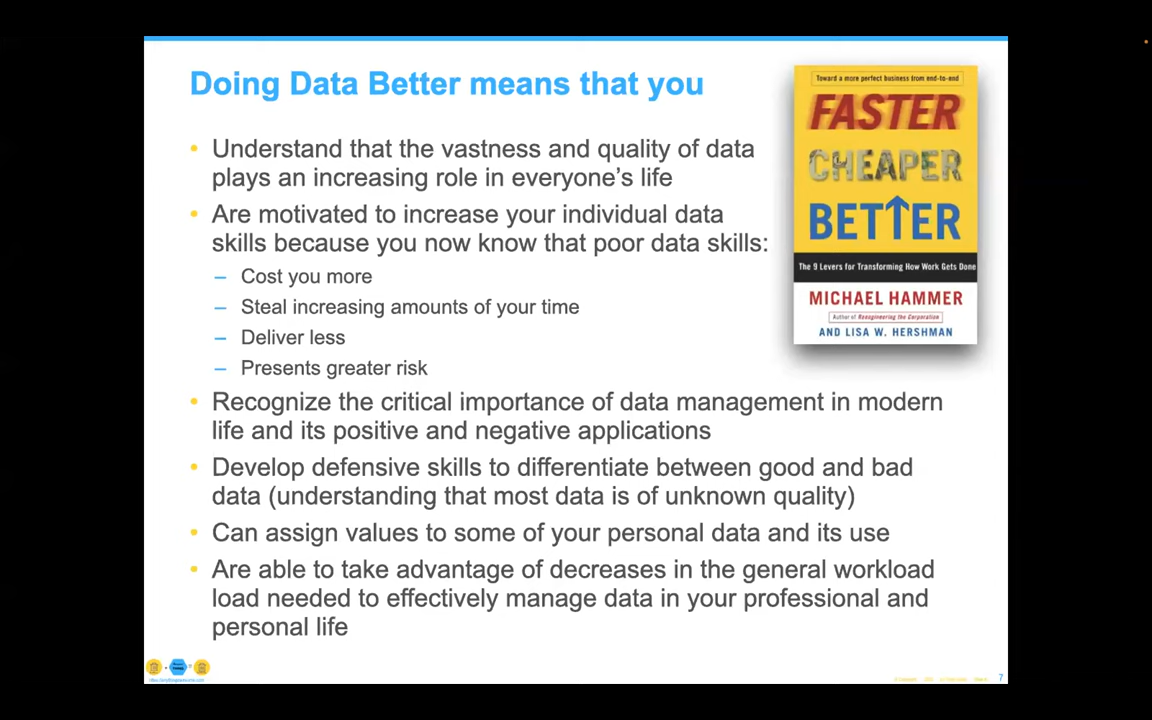 Doing Data Better means that you
• Understand that the vastness and quality of data
plays an increasing role in everyone’s life
• Are motivated to increase your individual data
skills because you now know that poor data skills:
– Cost you more
– Steal increasing amounts of your time
– Deliver less
– Presents greater risk
• Recognize the critical importance of data management in modern
life and its positive and negative applications
• Develop defensive skills to differentiate between good and bad
data (understanding that most data is of unknown quality)
• Can assign values to some of your personal data and its use
• Are able to take advantage of decreases in the general workload
load needed to effectively manage data in your professional and
personal life
Toward a more perfect business from end-to-end
FASTER
CHEAPER
BETTER
The 9 Levers for Transforming How Work Gets Done
MICHAEL HAMMER
Author of Reengineering the Corporation
AND LISA W. HERSHMAN
7